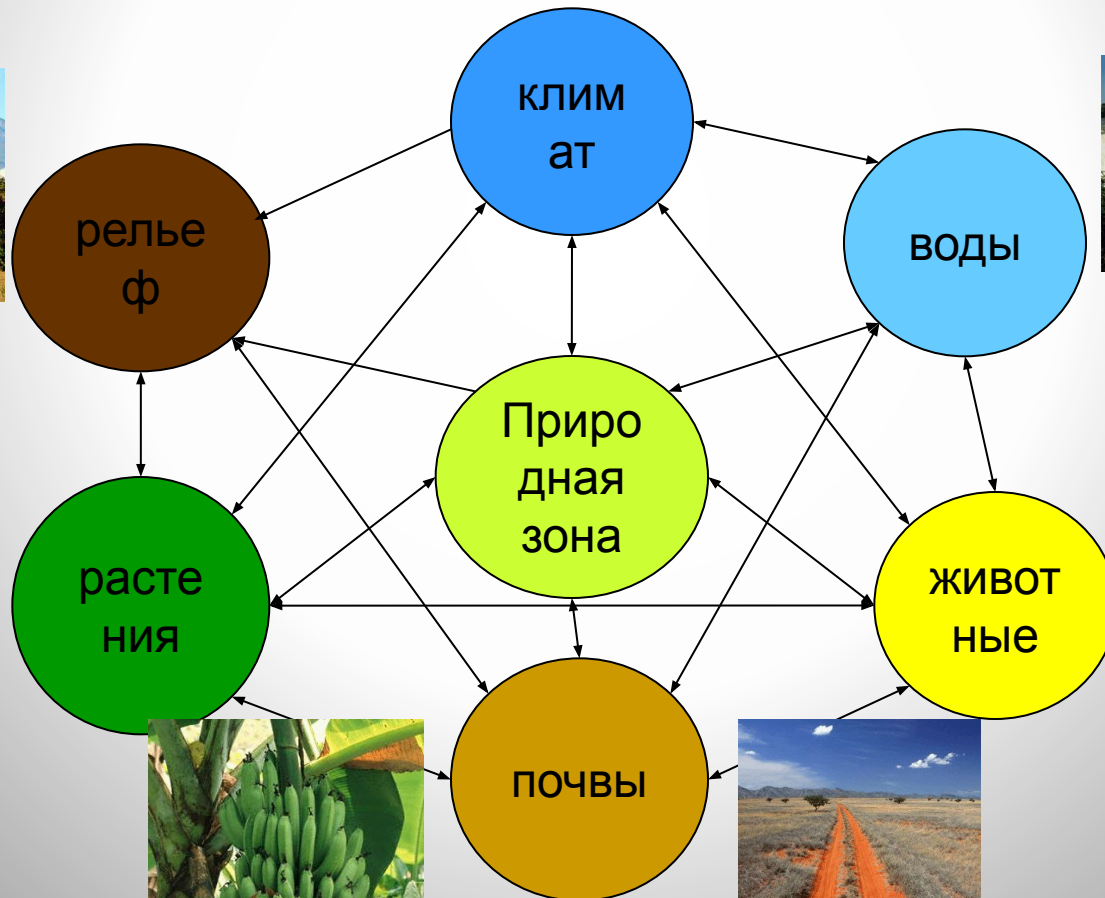 клим
ат
релье
ф
воды
Приро
дная
зона
расте
ния
живот
ные
почвы